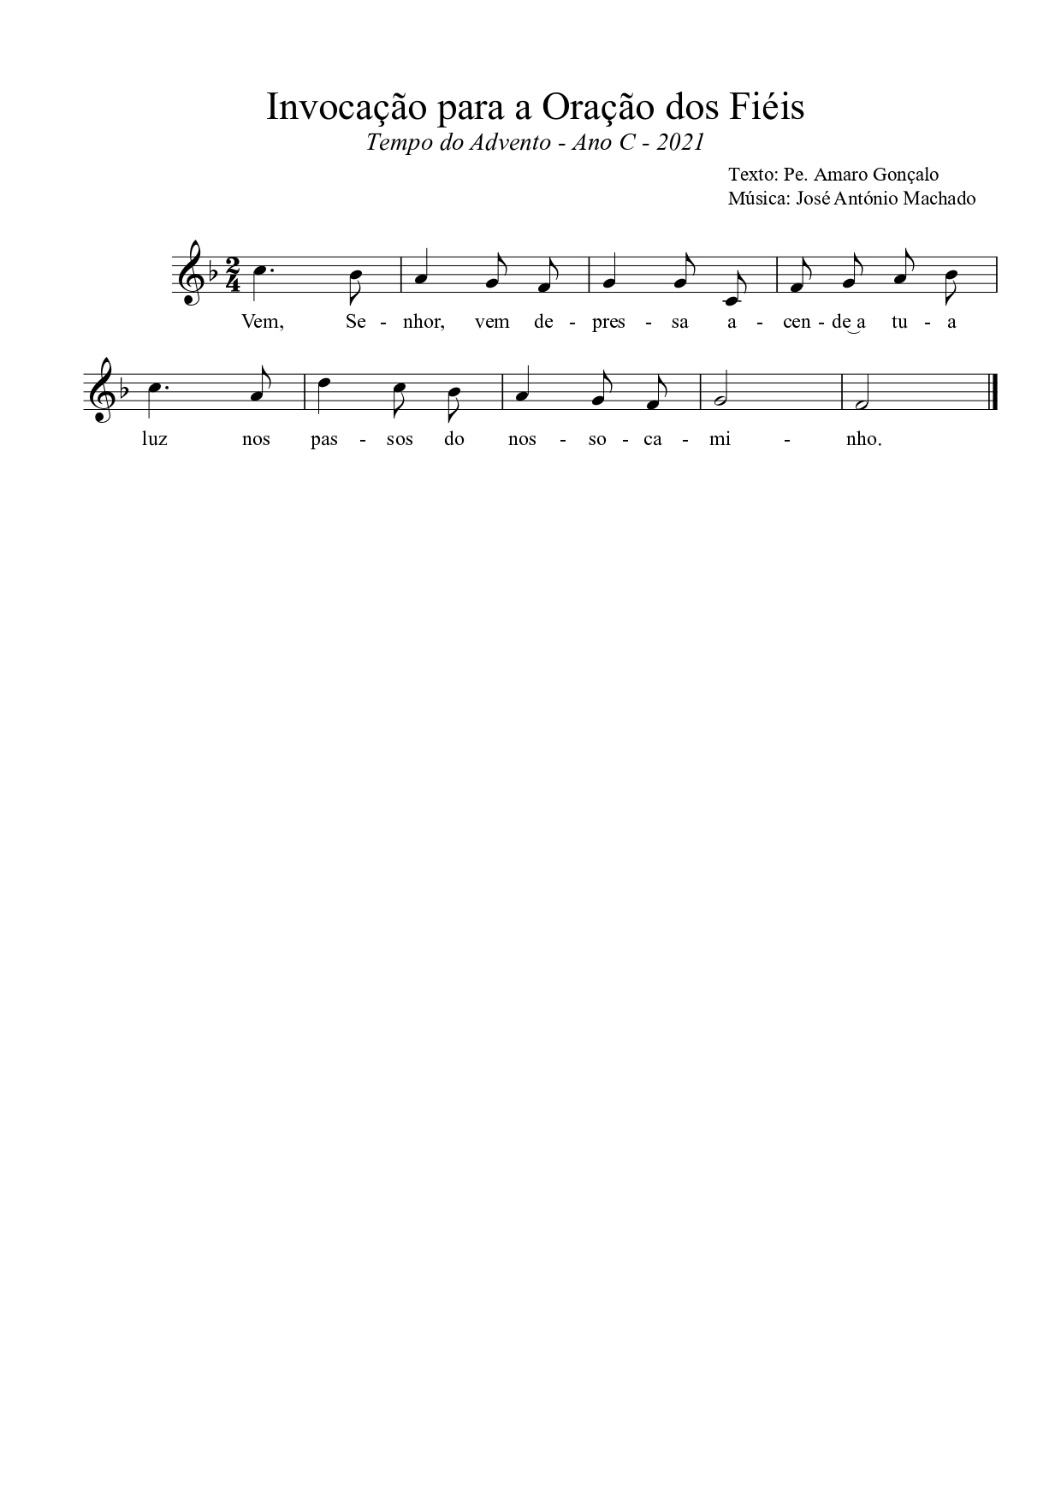 Invocação para a Oração dos Fiéis
Tempo do Advento - Ano C - 2021
Texto: Pe. Amaro Gonçalo
Música: José António Machado
2
4
Vem, Se - nhor, vem de - pres - sa a - cen - de‿a tu - a
luz nos pas - sos do nos - so - ca - mi - nho.